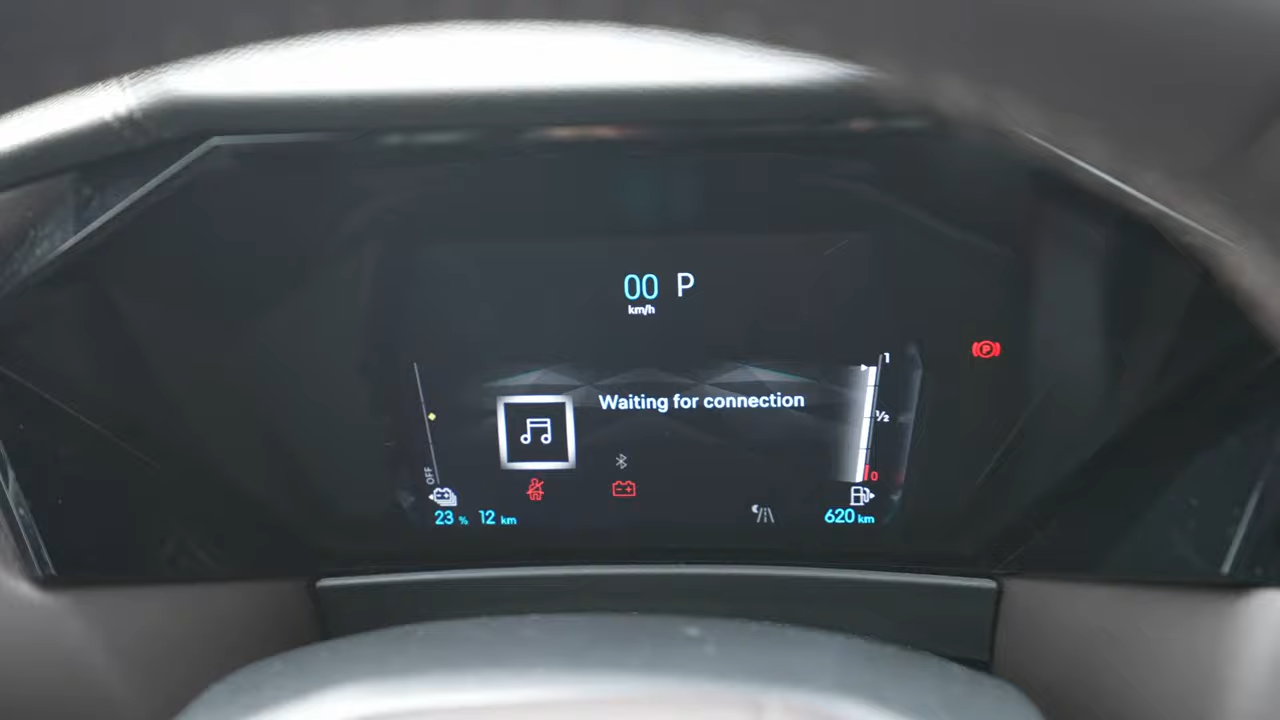 00 P
km/h
1
Waiting for connection
½
OFF
0
23 % 12 km
620 km
P